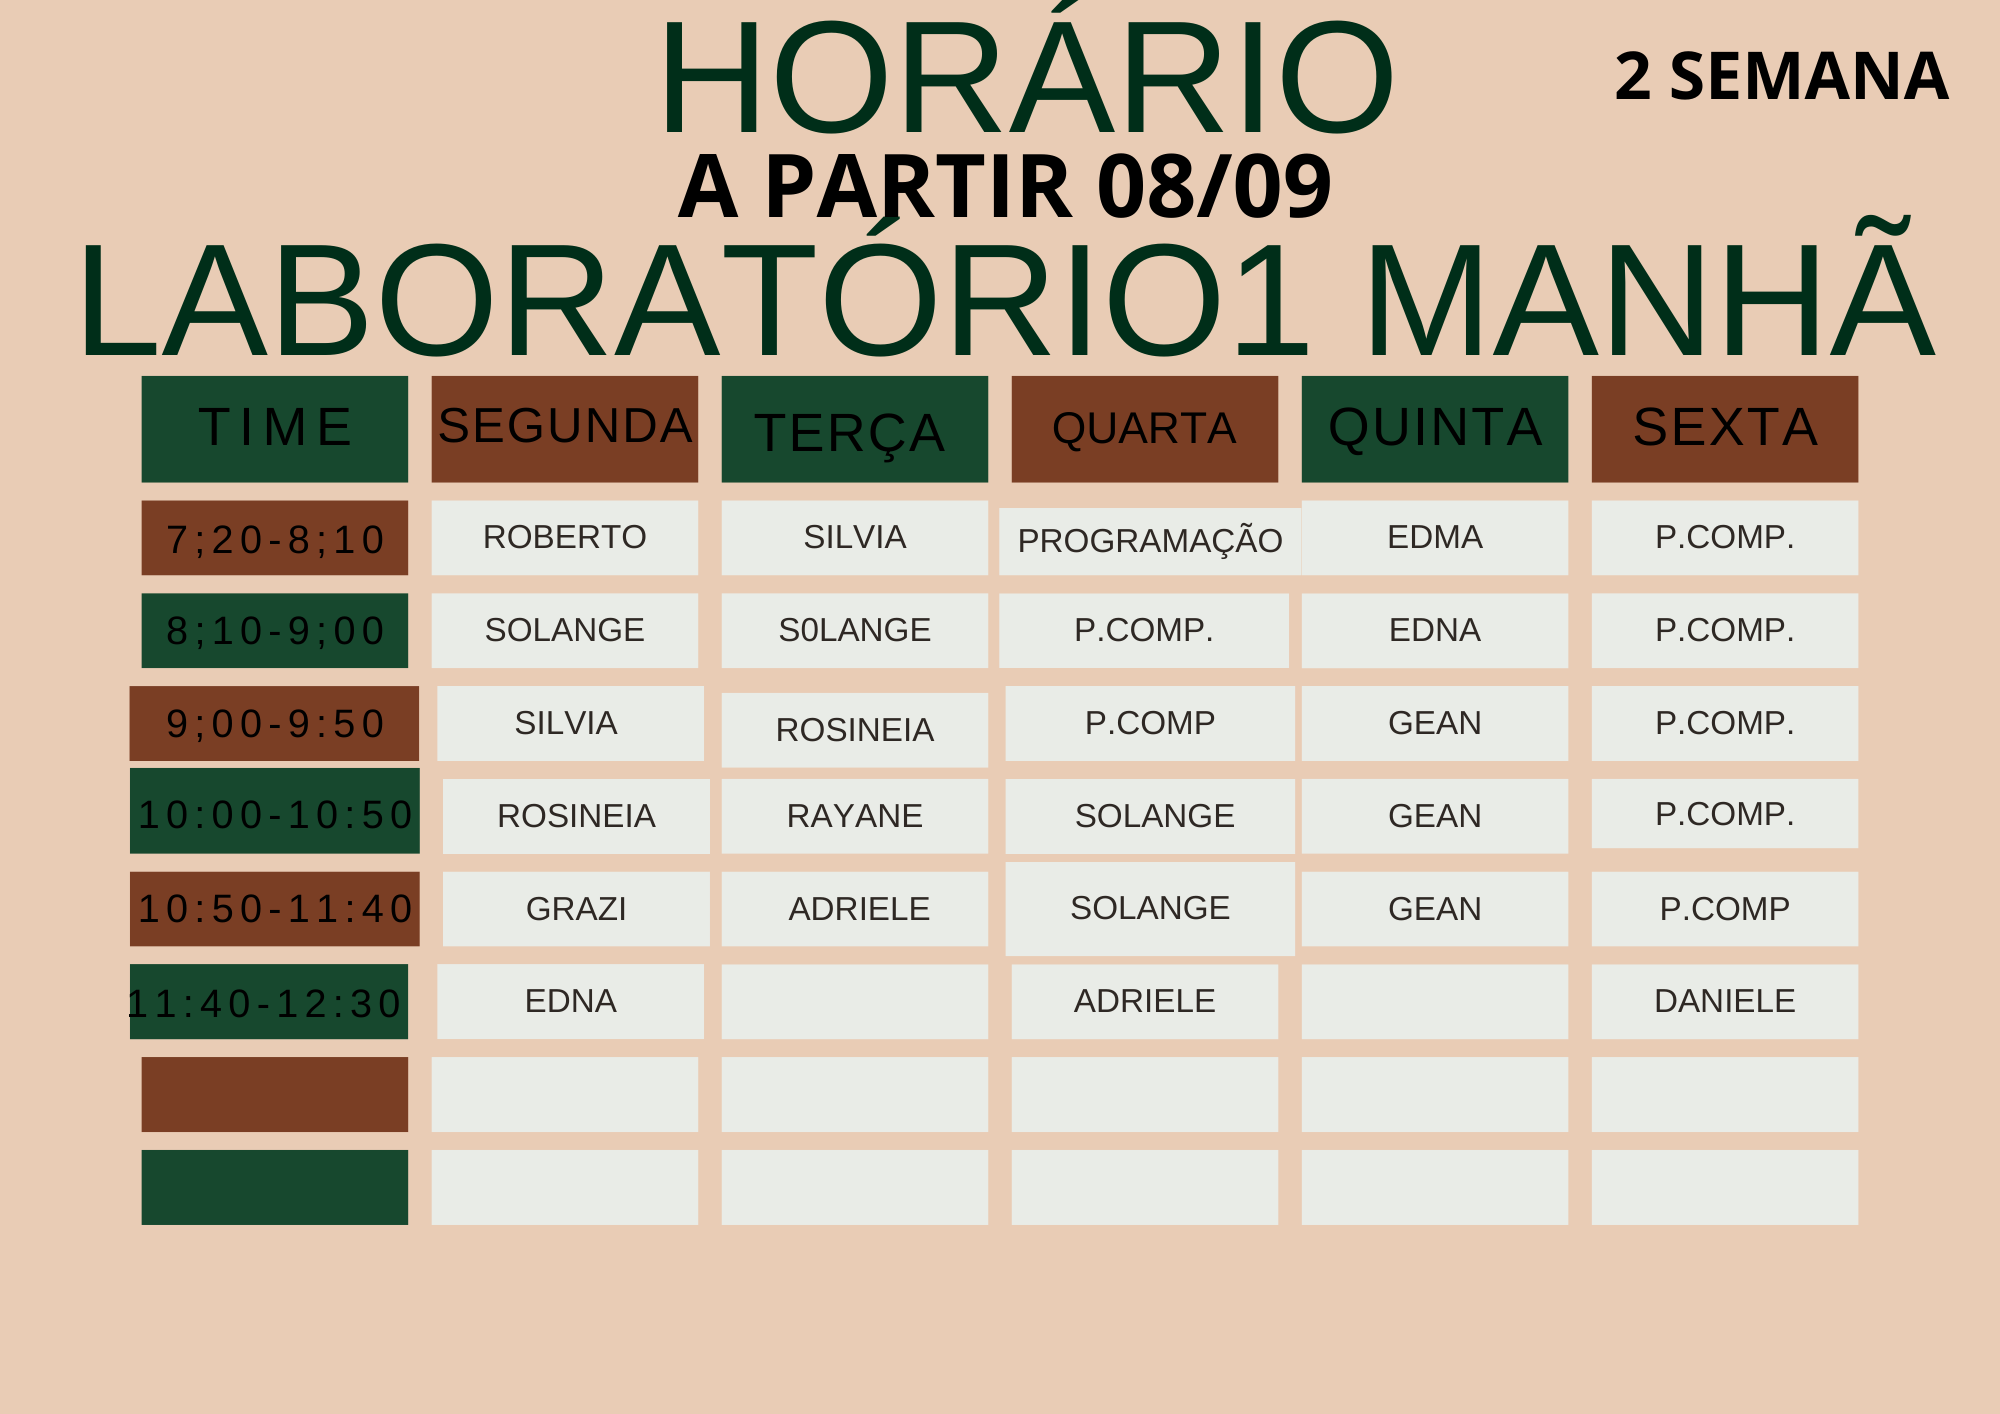 HORÁRIO
2 SEMANA
A PARTIR 08/09
LABORATÓRIO1 MANHÃ
TIME SEGUNDA TERÇA QUARTA QUINTA SEXTA
7;20-8;10 ROBERTO SILVIA PROGRAMAÇÃO EDMA P.COMP.
8;10-9;00 SOLANGE S0LANGE P.COMP. EDNA P.COMP.
9;00-9:50 SILVIA ROSINEIA P.COMP GEAN P.COMP.
10:00-10:50 ROSINEIA RAYANE SOLANGE GEAN P.COMP.
10:50-11:40 GRAZI ADRIELE SOLANGE GEAN P.COMP
11:40-12:30 EDNA ADRIELE DANIELE